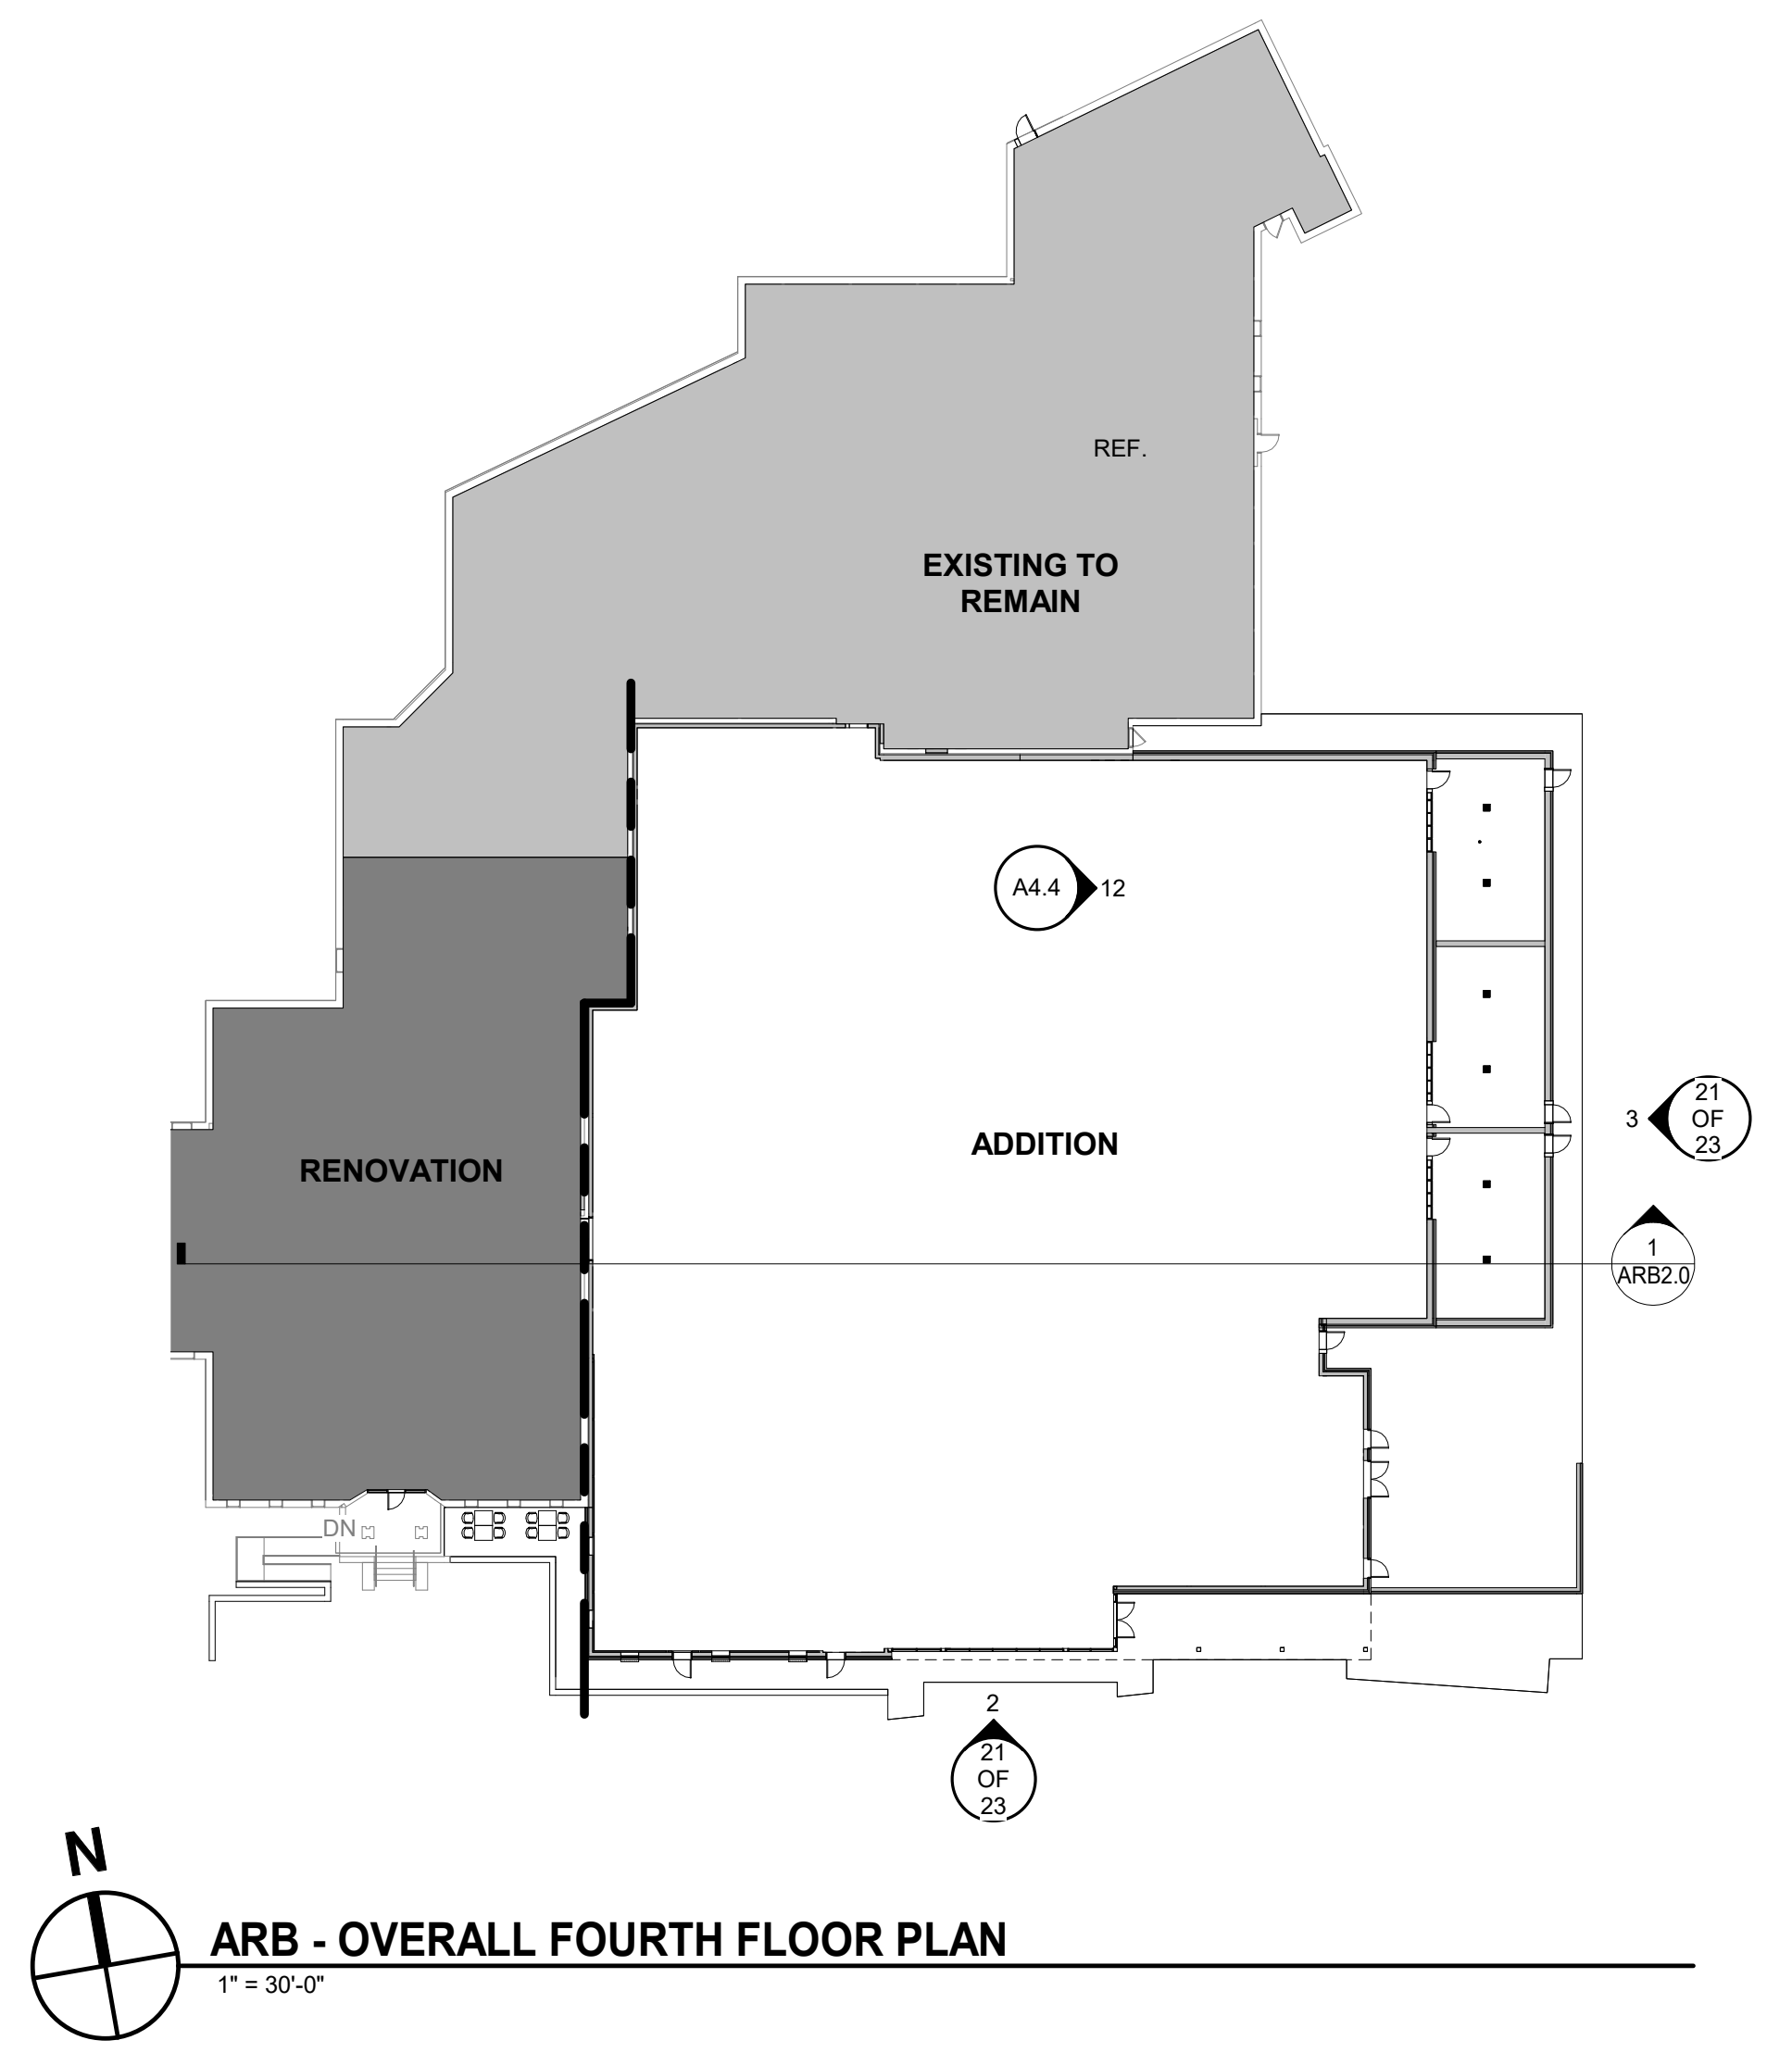 REF.
EXISTING TO
REMAIN
A4.4
12
21
OF
23
3
ADDITION
RENOVATION
1
ARB2.0
DN
2
21
OF
23
N
ARB - OVERALL FOURTH FLOOR PLAN
1" = 30'-0"